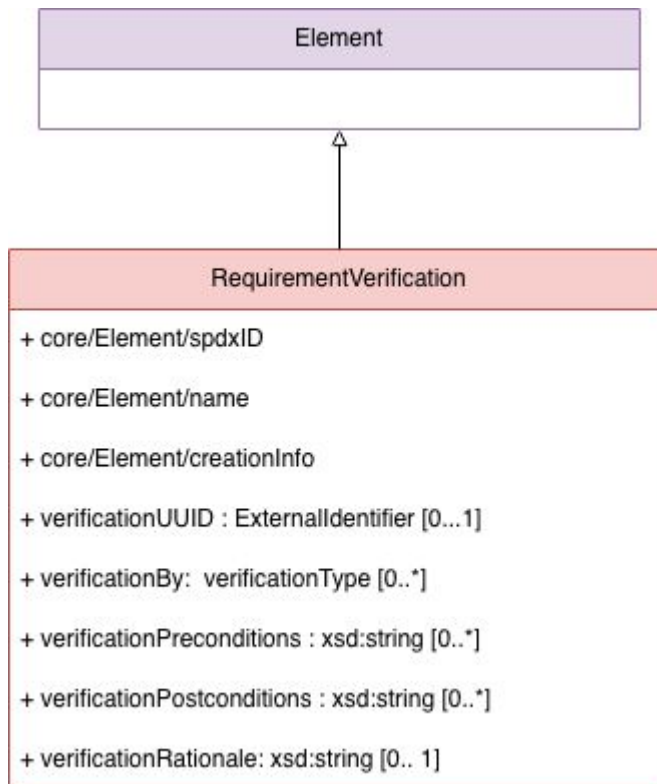 Element
RequirementVerification
+ core/Element/spdxID
+ core/Element/name
+ core/Element/creationInfo
+ verificationUUID : ExternalIdentifier [0...1]
+ verificationBy:  verificationType [0..*]
+ verificationPreconditions : xsd:string [0..*]
+ verificationPostconditions : xsd:string [0..*]
+ verificationRationale: xsd:string [0.. 1]